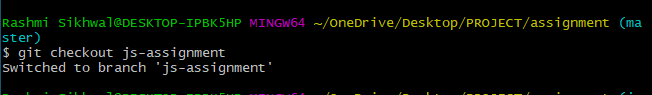 Rashmi Sikhwal@DESKTOP-IPBK5HP MINGW64 ~/OneDrive/Desktop/PROJECT/assignment (ma
ster)
$ git checkout js-assignment
Switched to branch 'js-assignment'